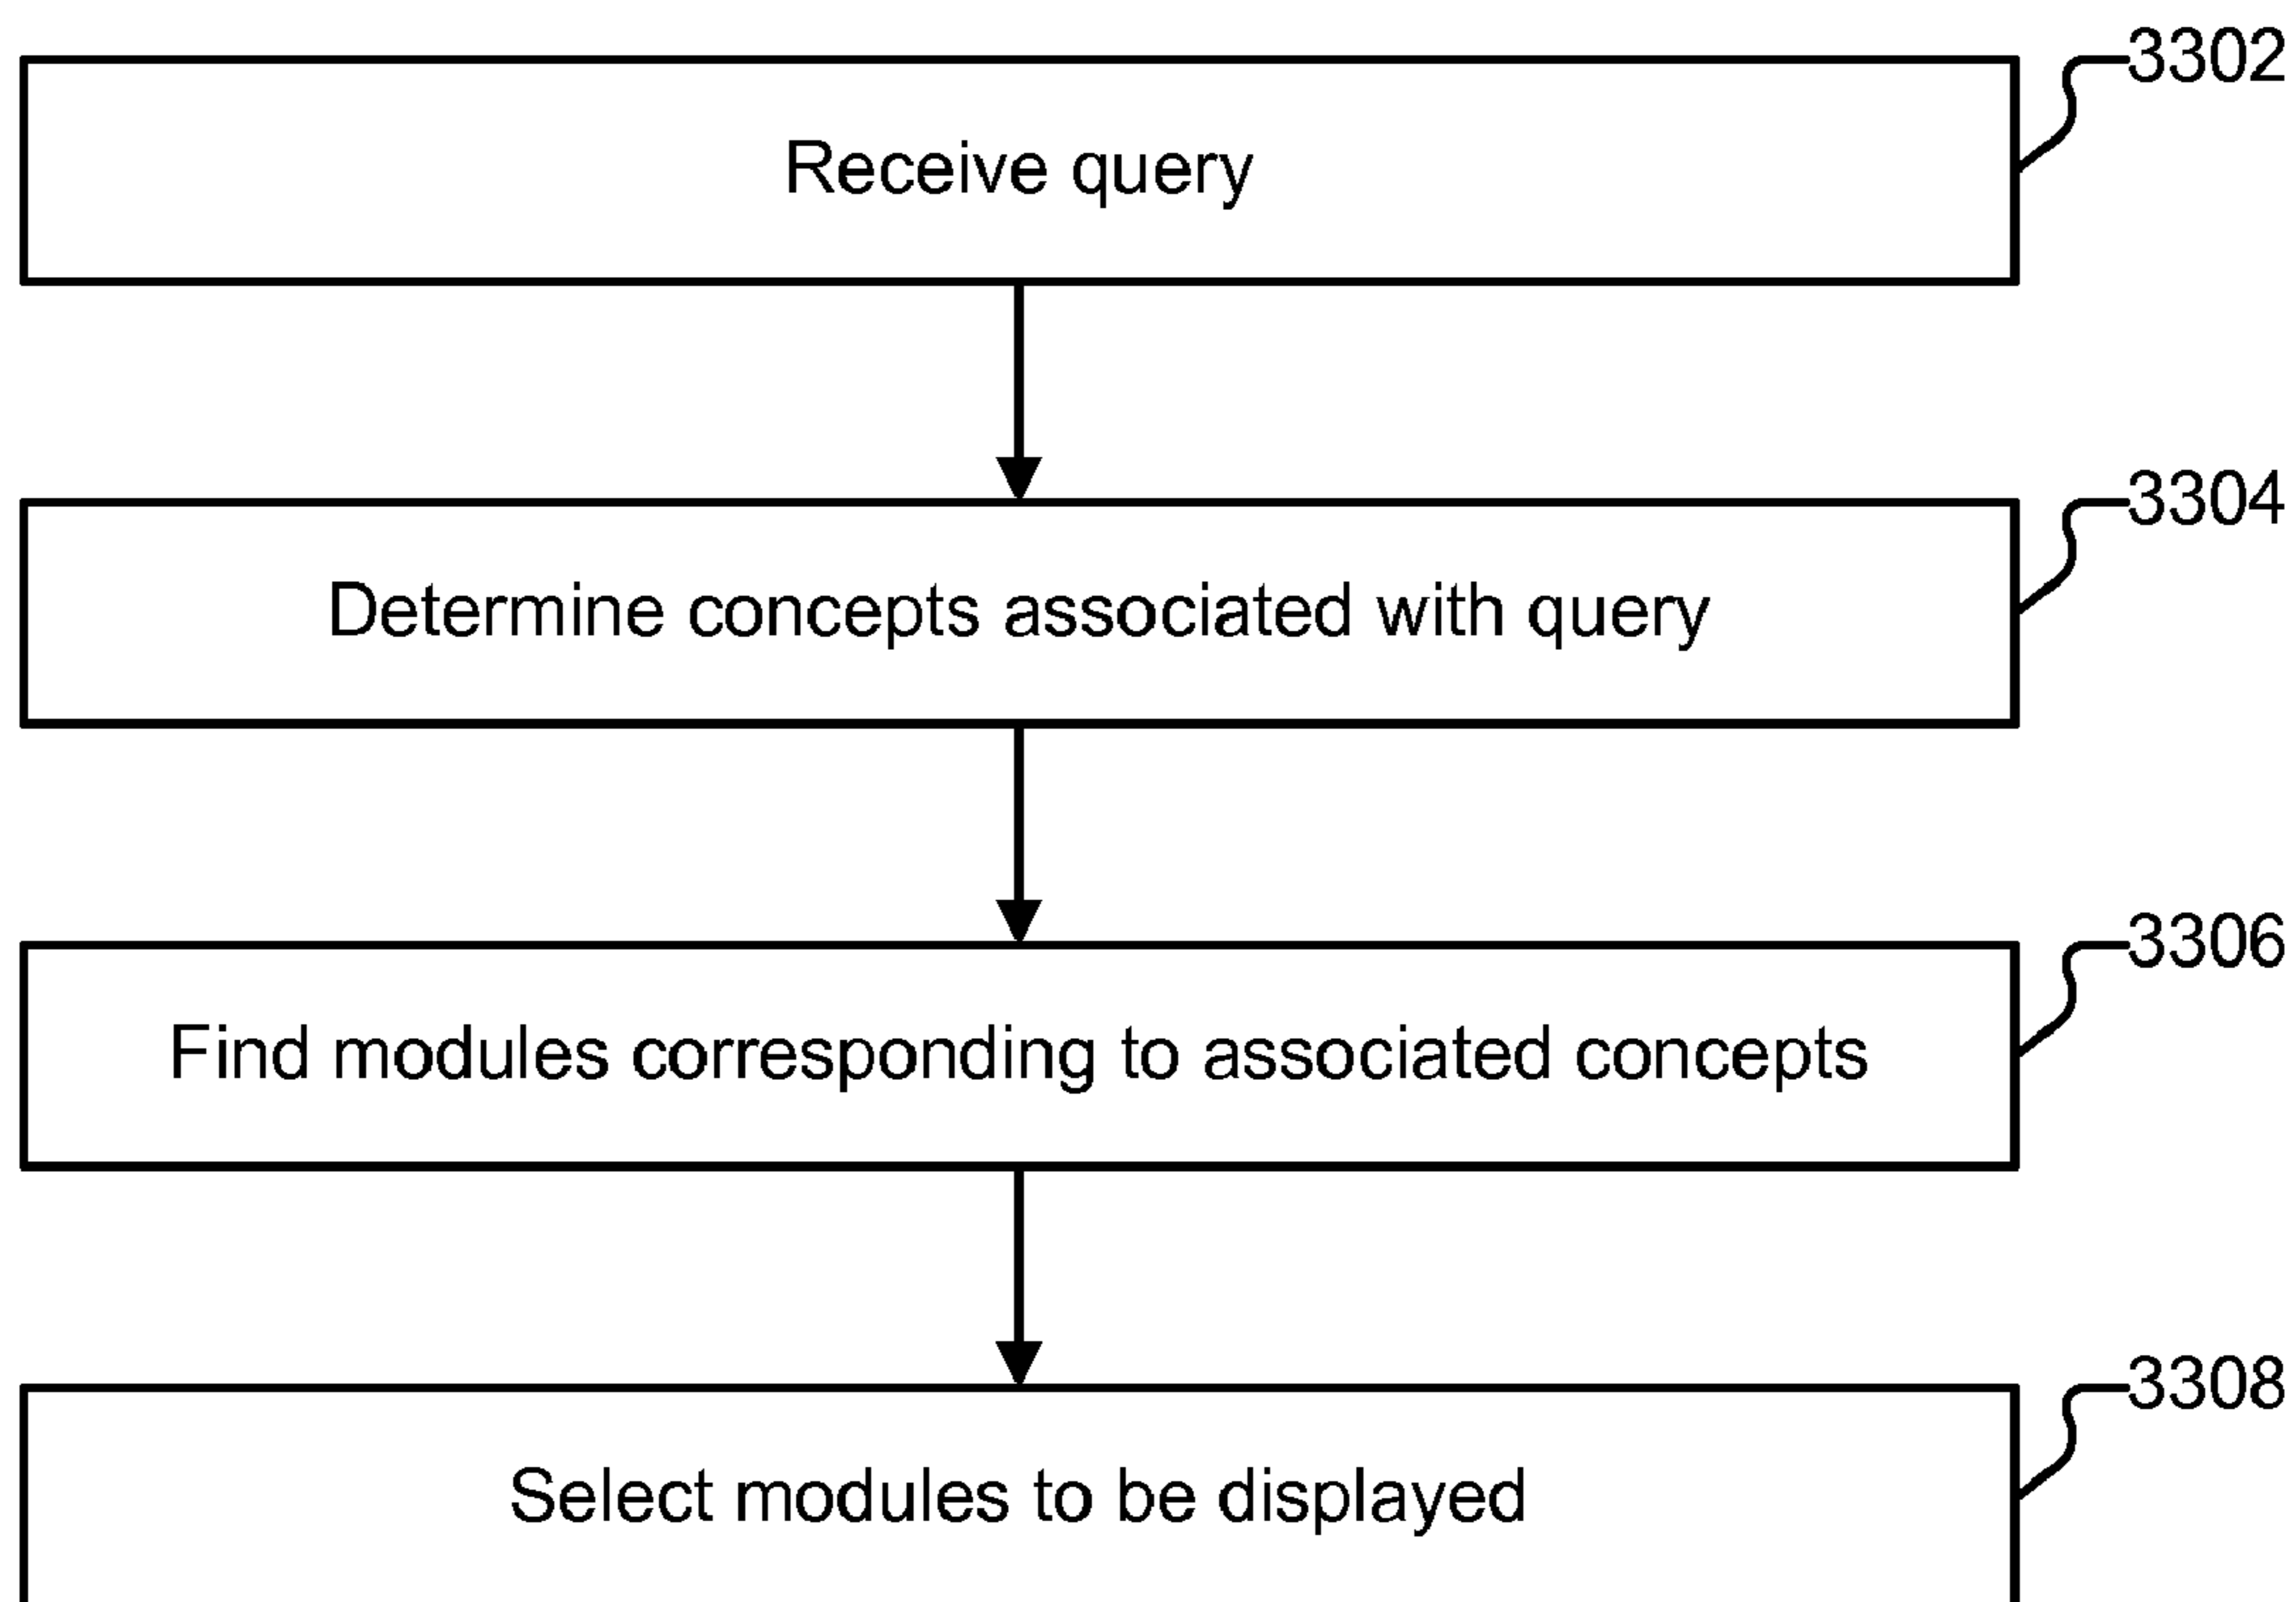 3302
Receive query
3304
Determine concepts associated with query
3306
Find modules corresponding to associated concepts
3308
Select modules to be displayed